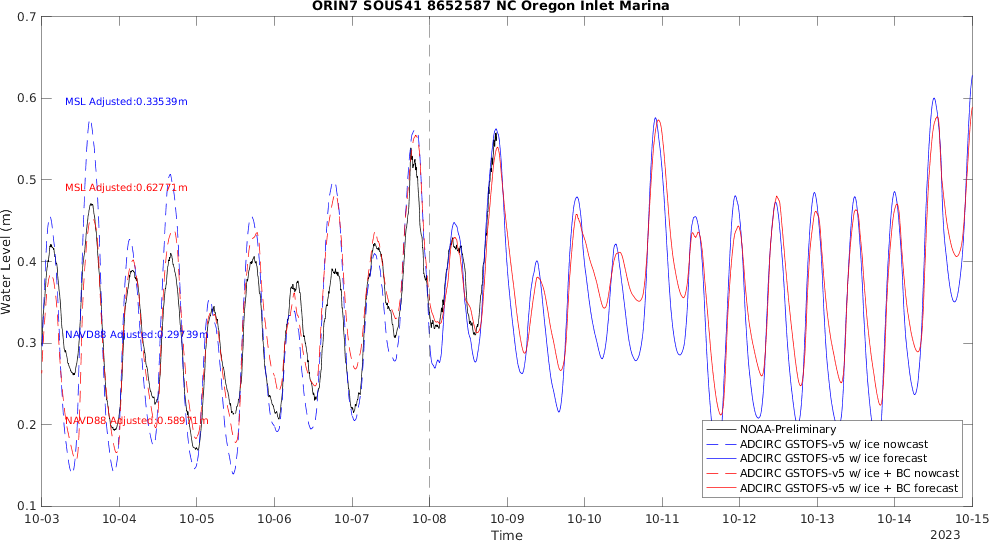 ORIN7 SOUS41 8652587 NC Oregon Inlet Marina
0.7
0.6
0.5
0.4
0.3
0.2
0.1
Water Level (m)
MSL Adjusted:0.33539m
MSL Adjusted:0.62771m
NAVD88 Adjusted:0.29739m
NAVD88 Adjusted:0.58971m
NOAA-Preliminary
ADCIRC GSTOFS-v5 w/ ice nowcast
ADCIRC GSTOFS-v5 w/ ice forecast
ADCIRC GSTOFS-v5 w/ ice + BC nowcast
ADCIRC GSTOFS-v5 w/ ice + BC forecast
10-03 10-04 10-05 10-06 10-07 10-08 10-09 10-10 10-11 10-12 10-13 10-14 10-15
Time
2023